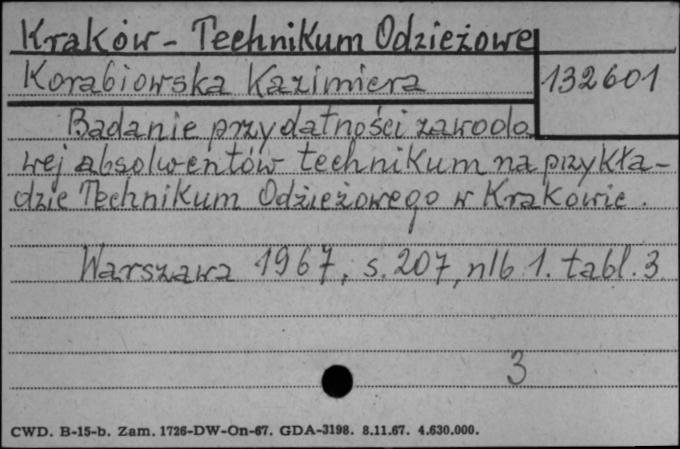 Kraków - Technikum Odzieżowe
Korabiowska Kazimiera
132601
Badanie przydatności zawodo
wej absolwentów technikum na przykła-
dzie Technikum Odzieżowego w Krakowie.
Warszawa 1967, s. 207, nlb 1. tabl. 3
3
CWD. B-15-b. Zam. 1726-DW-On-67. GDA-3198. 8.11.67. 4.630.000.